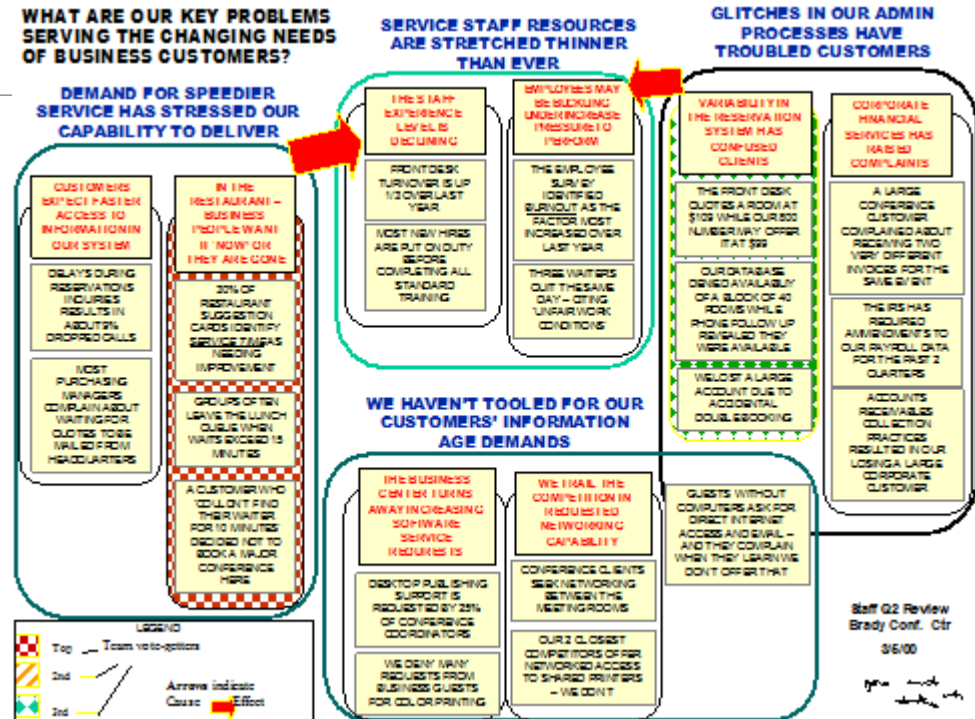 WHAT ARE OUR KEY PROBLEMS
SERVING THE CHANGING NEEDS
OF BUSINESS CUSTOMERS?
DEMAND FOR SPEEDIER
SERVICE HAS STRESSED OUR
CAPABILITY TO DELIVER
CUSTOMERS
EXPECT FASTER
ACCESS TO
INFORMATION IN
OUR SYSTEM
DELAYS DURING
RESERVATIONS
INQUIRIES
RESULTS IN
ABOUT 9%
DROPPED CALLS
MOST
PURCHASING
MANAGERS
COMPLAIN ABOUT
WAITING FOR
QUOTES TO BE
MAILED FROM
HEADQUARTERS
IN THE
RESTAURANT –
BUSINESS
PEOPLE WANT
IT 'NOW' OR
THEY ARE GONE
OF
RESTAURANT
SUGGESTION
CARDS IDENTIFY
SERVICE TIME AS
NEEDING
IMPROVEMENT
GROUPS OFTEN
LEAVE THE LUNCH
QUEUE WHEN
WAITS EXCEED 15
MINUTES
A CUSTOMER WHO
'COULDN'T FIND
THEIR WAITER
FOR 10 MINUTES'
DECIDED NOT TO
BOOK A MAJOR
CONFERENCE
HERE
SERVICE STAFF RESOURCES
ARE STRETCHED THINNER
THAN EVER
THE STAFF
EXPERIENCE
LEVEL IS
DECLINING
FRONT DESK
TURNOVER IS UP
1/3 OVER LAST
YEAR
MOST NEW HIRES
ARE PUT ON DUTY
BEFORE
COMPLETING ALL
STANDARD
TRAINING
EMPLOYEES MAY
BE BUCKLING
UNDER INCREASE
PRESSURE TO
PERFORM
THE EMPLOYEE
SURVEY
IDENTIFIED
BURNOUT AS THE
FACTOR MOST
INCREASED OVER
LAST YEAR
THREE WAITERS
QUIT THE SAME
DAY – CITING
'UNFAIR WORK
CONDITIONS'
GLITCHES IN OUR ADMIN
PROCESSES HAVE
TROUBLED CUSTOMERS
VARIABILITY IN
THE RESERVATION
SYSTEM HAS
CONFUSED
CLIENTS
THE FRONT DESK
QUOTES A ROOM AT
$109 WHILE OUR 800
NUMBER MAY OFFER
IT AT $99
OUR DATABASE
DENIED AVAILABLIY
OF A BLOCK OF 40
ROOMS WHILE
PHONE FOLLOW UP
REVEALED THEY
WERE AVAILABLE
WE LOST A LARGE
ACCOUNT DUE TO
ACCIDENTAL
DOUBLE BOOKING
CORPORATE
FINANCIAL
SERVICES HAS
RAISED
COMPLAINTS
A LARGE
CONFERENCE
CUSTOMER
COMPLAINED ABOUT
RECEIVING TWO
VERY DIFFERENT
INVOICES FOR THE
SAME EVENT
THE IRS HAS
REQUIRED
AMMENDMENTS TO
OUR PAYROLL DATA
FOR THE PAST 2
QUARTERS
ACCOUNTS
RECEIVABLES
COLLECTION
PRACTICES
RESULTED IN OUR
LOSING A LARGE
CORPORATE
CUSTOMER
WE HAVEN'T TOOLED FOR OUR
CUSTOMERS' INFORMATION
AGE DEMANDS
THE BUSINESS
CENTER TURNS
AWAY INCREASING
SOFTWARE
SERVICE
REQUESTS
DESKTOP PUBLISHING
SUPPORT IS
REQUESTED BY 25%
OF CONFERENCE
COORDINATORS
WE DENY MANY
REQUESTS FROM
BUSINESS GUESTS
FOR COLOR PRINTING
WE TRAIL THE
COMPETITION IN
REQUESTED
NETWORKING
CAPABILITY
CONFERENCE CLIENTS
SEEK NETWORKING
BETWEEN THE
MEETING ROOMS
OUR 2 CLOSEST
COMPETITORS OFFER
NETWORKED ACCESS
TO SHARED PRINTERS
– WE DON'T
GUESTS WITHOUT
COMPUTERS ASK FOR
DIRECT INTERNET
ACCESS AND EMAIL –
AND THEY COMPLAIN
WHEN THEY LEARN WE
DON'T OFFER THAT
LEGEND
Top Team vote-getters
2nd
3rd
Arrows indicate
Cause Effect
Staff Q2 Review
Brady Conf. Ctr